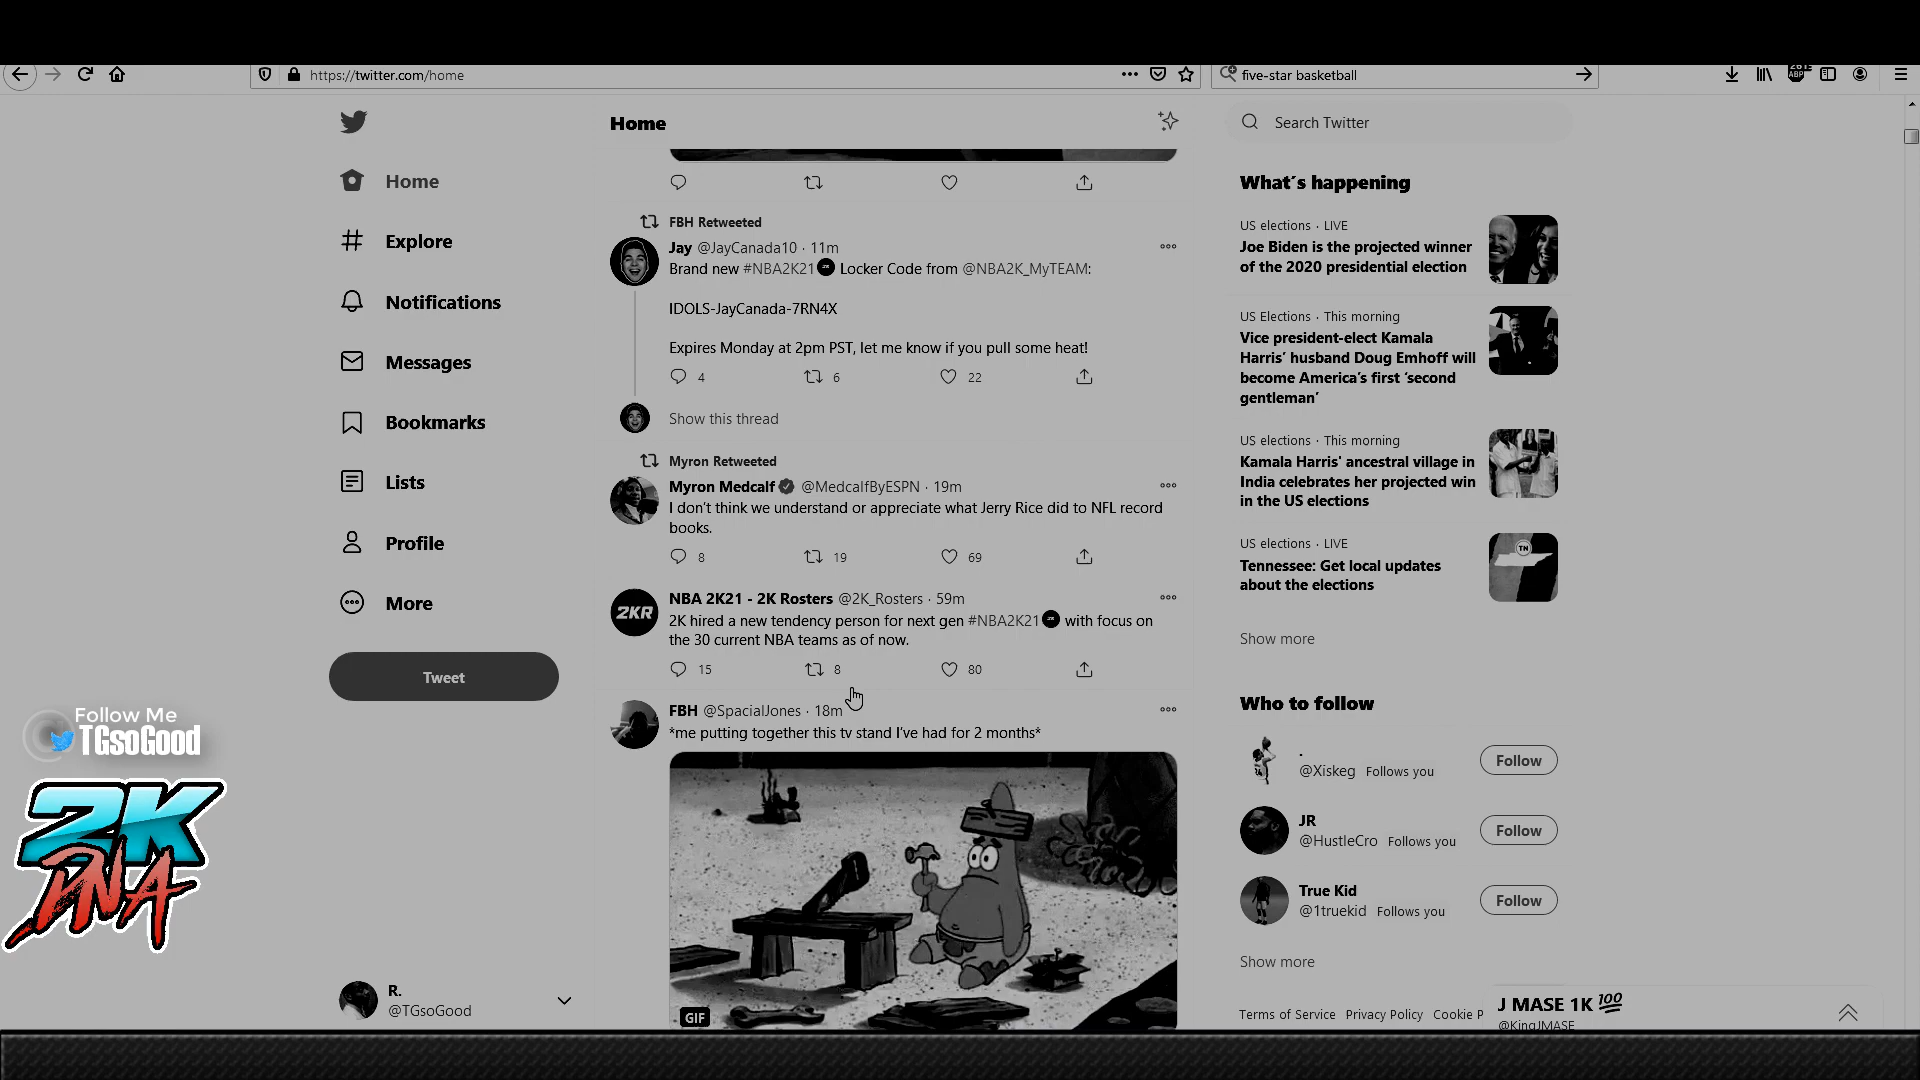 https://twitter.com/home
five-star basketball
ABP
Home
Search Twitter
Home
Explore
Notifications
Messages
Bookmarks
Lists
Profile
More
Tweet
Follow Me
TGsoGood
2K
DNA
R.
@TGsoGood
FBH Retweeted
Jay @JayCanada10 · 11m
Brand new #NBA2K21 Locker Code from @NBA2K_MyTEAM:
IDOLS-JayCanada-7RN4X
Expires Monday at 2pm PST, let me know if you pull some heat!
4 6 22
Show this thread
Myron Retweeted
Myron Medcalf @MedcalfByESPN · 19m
I don't think we understand or appreciate what Jerry Rice did to NFL record
books.
8 19 69
2KR
NBA 2K21 - 2K Rosters @2K_Rosters · 59m
2K hired a new tendency person for next gen #NBA2K21 with focus on
the 30 current NBA teams as of now.
15 8 80
FBH @SpacialJones · 18m
*me putting together this tv stand I've had for 2 months*
GIF
What's happening
US elections · LIVE
Joe Biden is the projected winner
of the 2020 presidential election
US Elections · This morning
Vice president-elect Kamala
Harris' husband Doug Emhoff will
become America's first 'second
gentleman'
US elections · This morning
Kamala Harris' ancestral village in
India celebrates her projected win
in the US elections
US elections · LIVE
Tennessee: Get local updates
about the elections
TN
Show more
Who to follow
.
@Xiskeg Follows you
Follow
JR
@HustleCro Follows you
Follow
True Kid
@1truekid Follows you
Follow
Show more
Terms of Service Privacy Policy Cookie P
J MASE 1K 💯
@KingJMASE